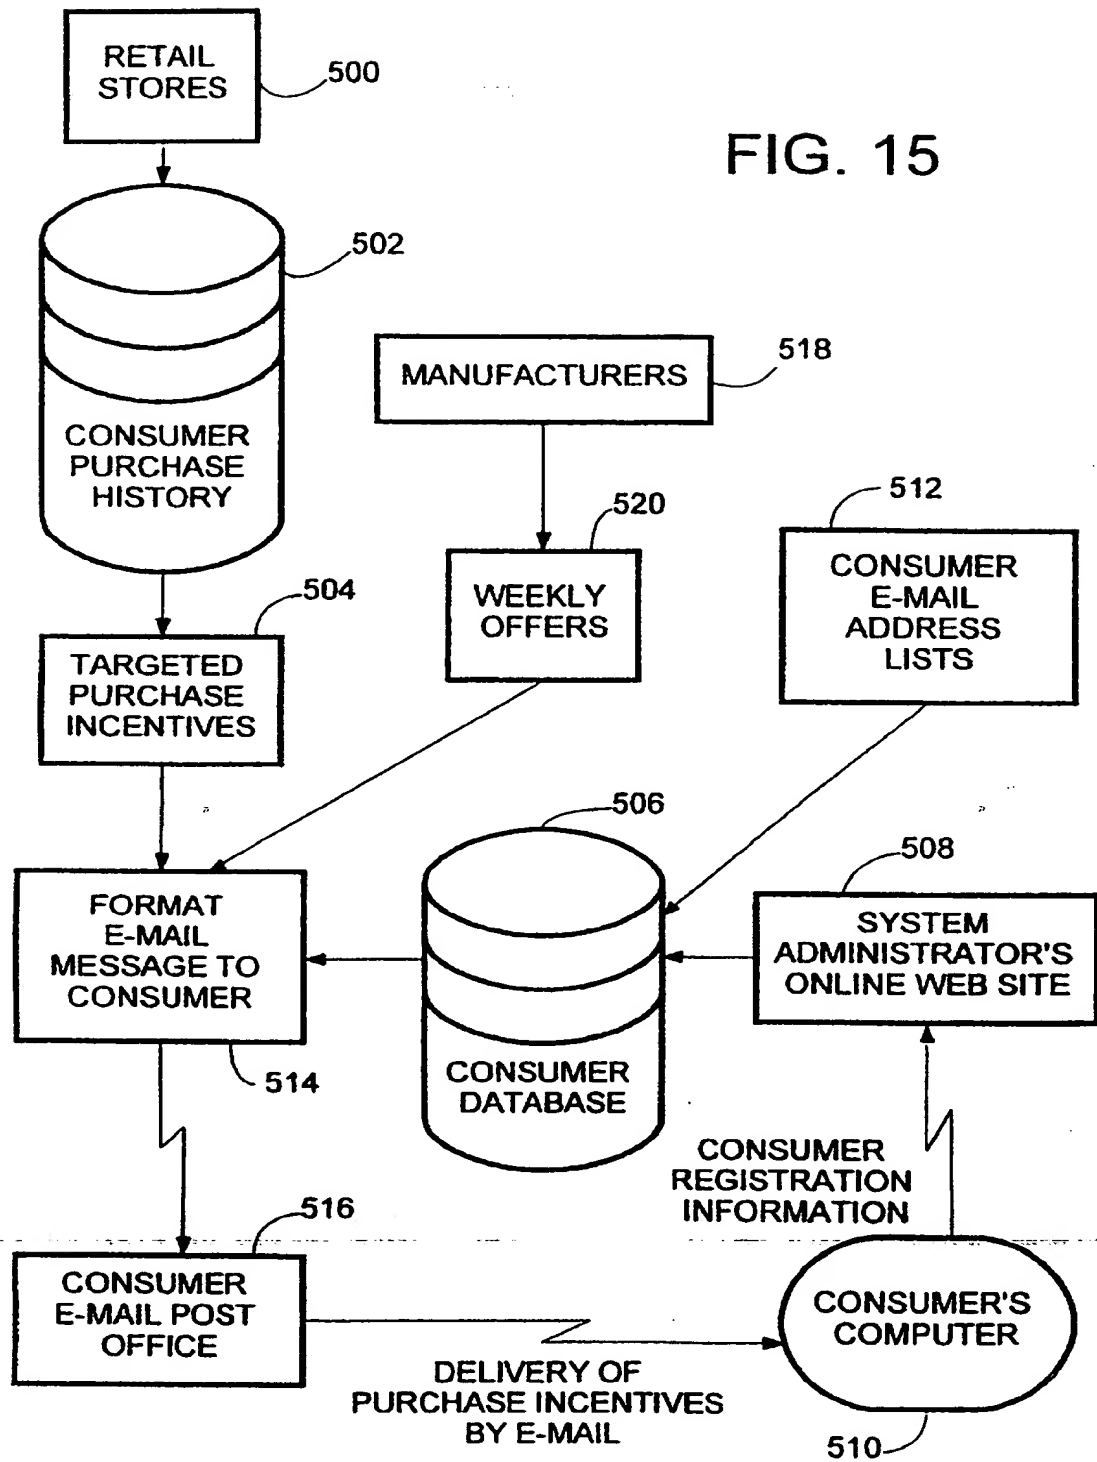 RETAIL
STORES
500
FIG. 15
502
CONSUMER
PURCHASE
HISTORY
MANUFACTURERS
518
520
WEEKLY
OFFERS
512
CONSUMER
E-MAIL
ADDRESS
LISTS
504
TARGETED
PURCHASE
INCENTIVES
506
CONSUMER
DATABASE
508
SYSTEM
ADMINISTRATOR'S
ONLINE WEB SITE
FORMAT
E-MAIL
MESSAGE TO
CONSUMER
514
CONSUMER
REGISTRATION
INFORMATION
516
CONSUMER
E-MAIL POST
OFFICE
DELIVERY OF
PURCHASE INCENTIVES
BY E-MAIL
CONSUMER'S
COMPUTER
510